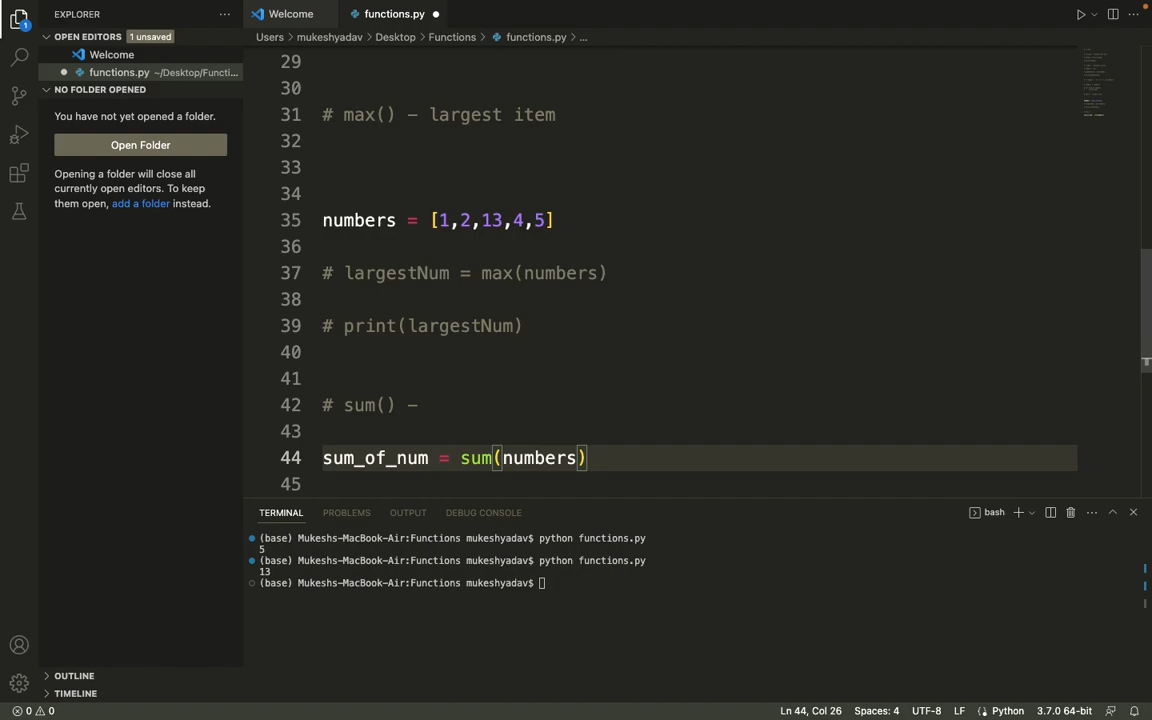 EXPLORER
Welcome
functions.py
OPEN EDITORS 1 unsaved
Users > mukeshyadav > Desktop > Functions > functions.py > ...
Welcome
functions.py ~/Desktop/Functi...
NO FOLDER OPENED
You have not yet opened a folder.
Open Folder
Opening a folder will close all
currently open editors. To keep
them open, add a folder instead.
1
29
30
31 # max() - largest item
32
33
34
35 numbers = [1,2,13,4,5]
36
37 # largestNum = max(numbers)
38
39 # print(largestNum)
40
41
42 # sum() -
43
44 sum_of_num = sum(numbers)
45
TERMINAL PROBLEMS OUTPUT DEBUG CONSOLE
bash
(base) Mukeshs-MacBook-Air:Functions mukeshyadav$ python functions.py
5
(base) Mukeshs-MacBook-Air:Functions mukeshyadav$ python functions.py
13
(base) Mukeshs-MacBook-Air:Functions mukeshyadav$
OUTLINE
TIMELINE
0 0
Ln 44, Col 26 Spaces: 4 UTF-8 LF Python 3.7.0 64-bit